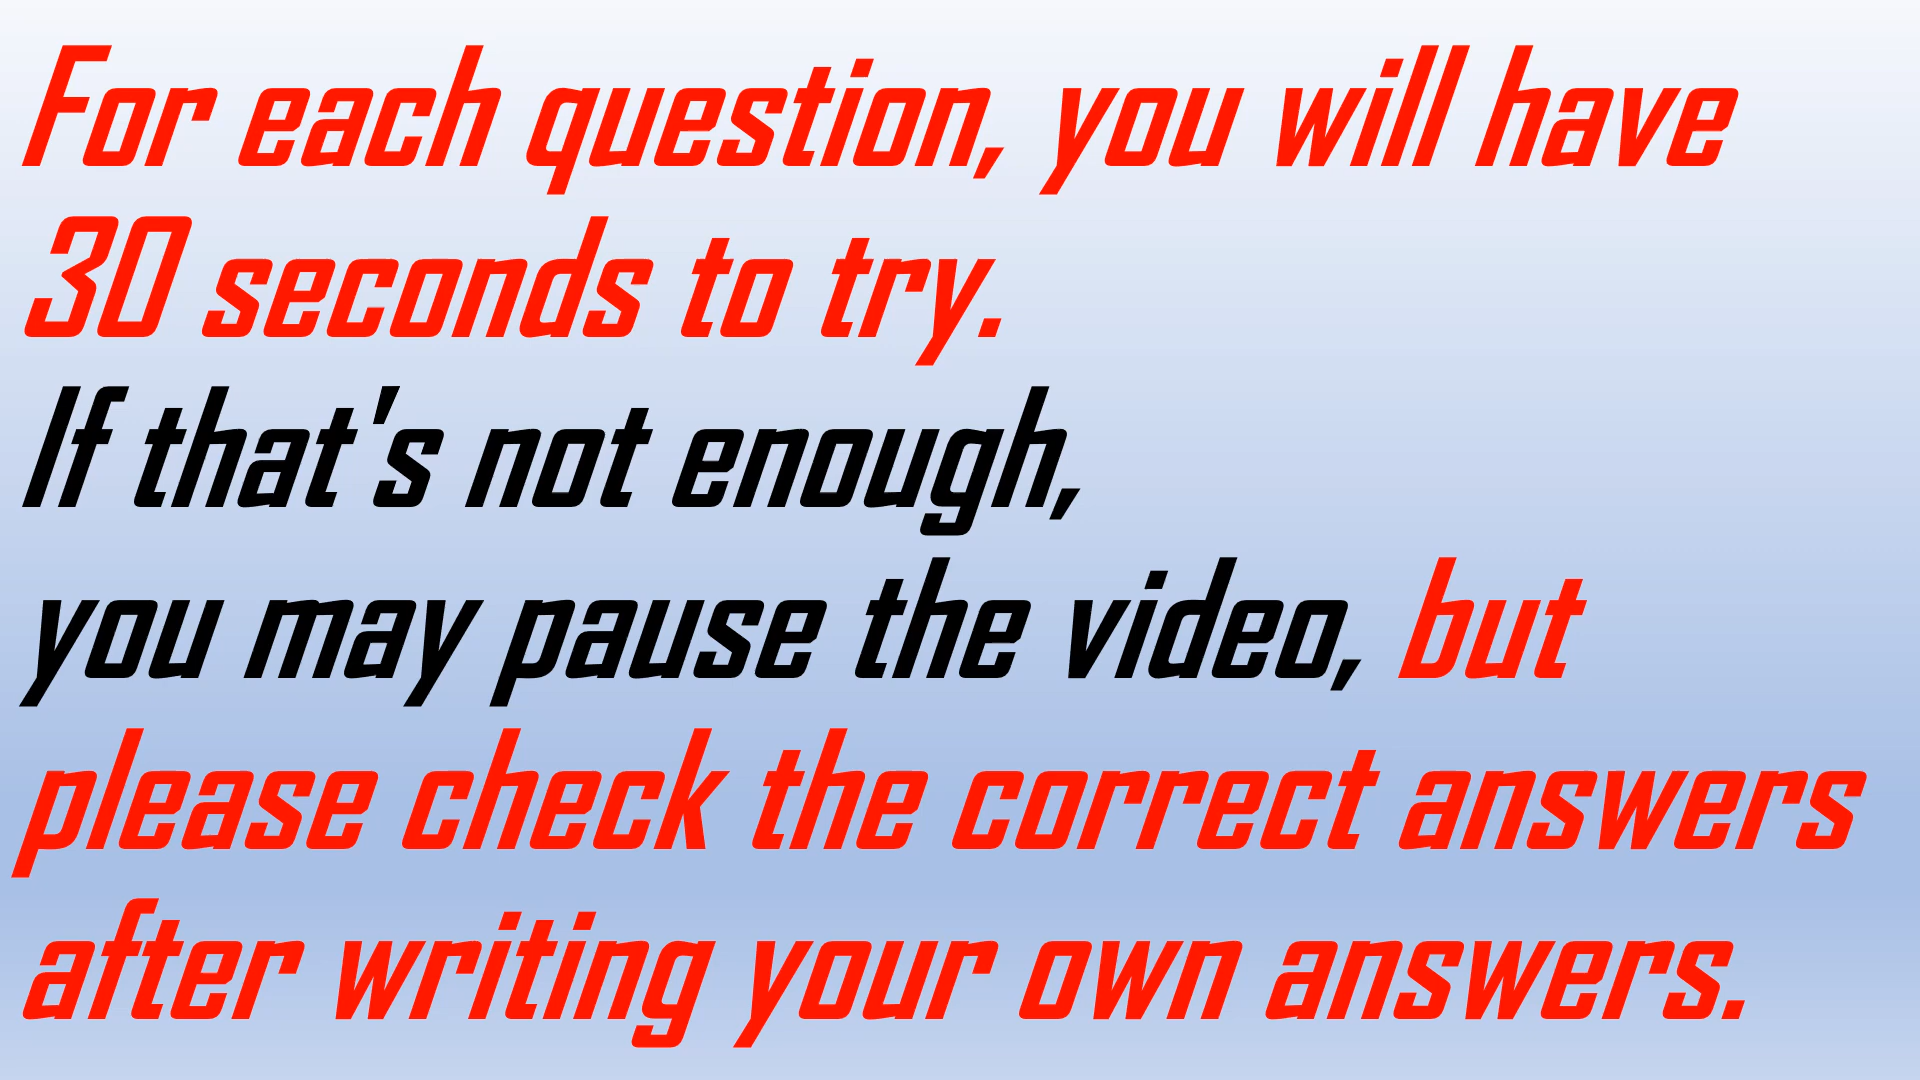 For each question, you will have
30 seconds to try.
If that's not enough,
you may pause the video, but
please check the correct answers
after writing your own answers.